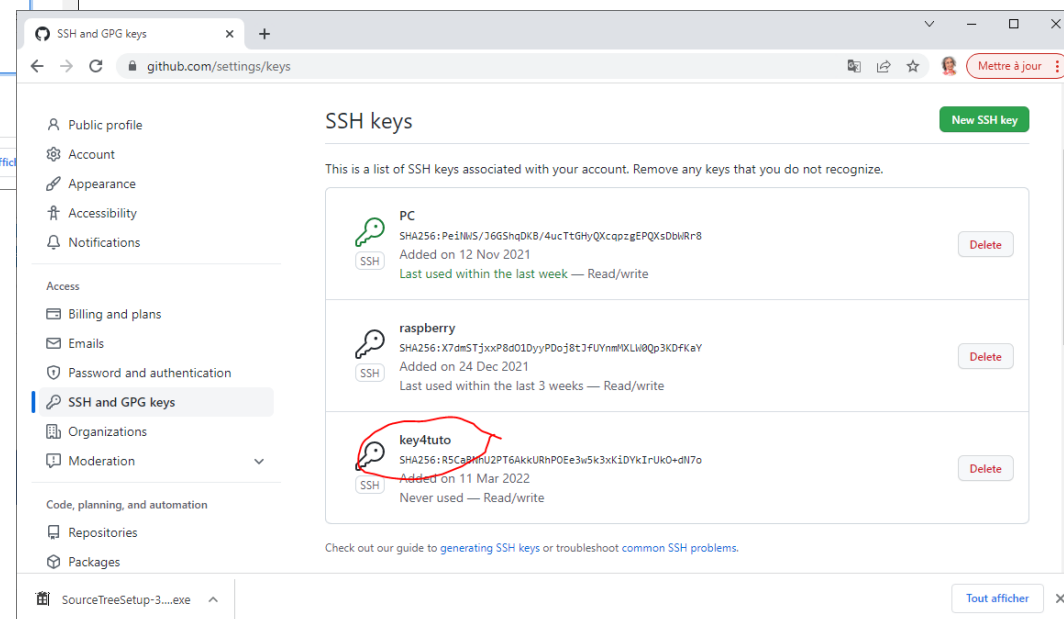 SSH and GPG keys
github.com/settings/keys
Mettre à jour
Public profile
Account
Appearance
Accessibility
Notifications
Access
Billing and plans
Emails
Password and authentication
SSH and GPG keys
Organizations
Moderation
Code, planning, and automation
Repositories
Packages
SSH keys
New SSH key
This is a list of SSH keys associated with your account. Remove any keys that you do not recognize.
PC
SHA256:PeiNWS/J6GShqDKB/4ucTtGHyQXcqpzgEPQXsDbWRr8
SSH
Added on 12 Nov 2021
Last used within the last week — Read/write
Delete
raspberry
SHA256:X7dmSTjxxP8dO1DyyPDoj8tJfUYnmMXLW0Qp3KDfKaY
SSH
Added on 24 Dec 2021
Last used within the last 3 weeks — Read/write
Delete
key4tuto
SSH
Added on 11 Mar 2022
Never used — Read/write
Delete
Check out our guide to generating SSH keys or troubleshoot common SSH problems.
SourceTreeSetup-3....exe
Tout afficher